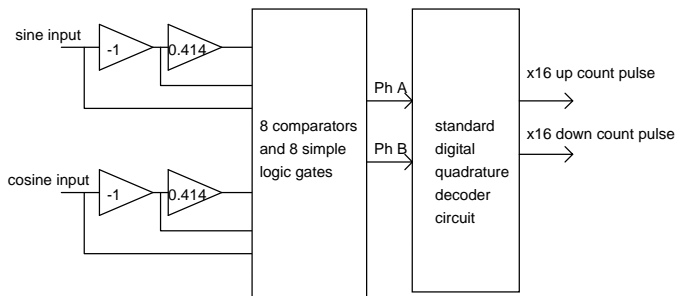 sine input
-1
0.414
8 comparators
and 8 simple
logic gates
Ph A
Ph B
standard
digital
quadrature
decoder
circuit
x16 up count pulse
x16 down count pulse
cosine input
-1
0.414